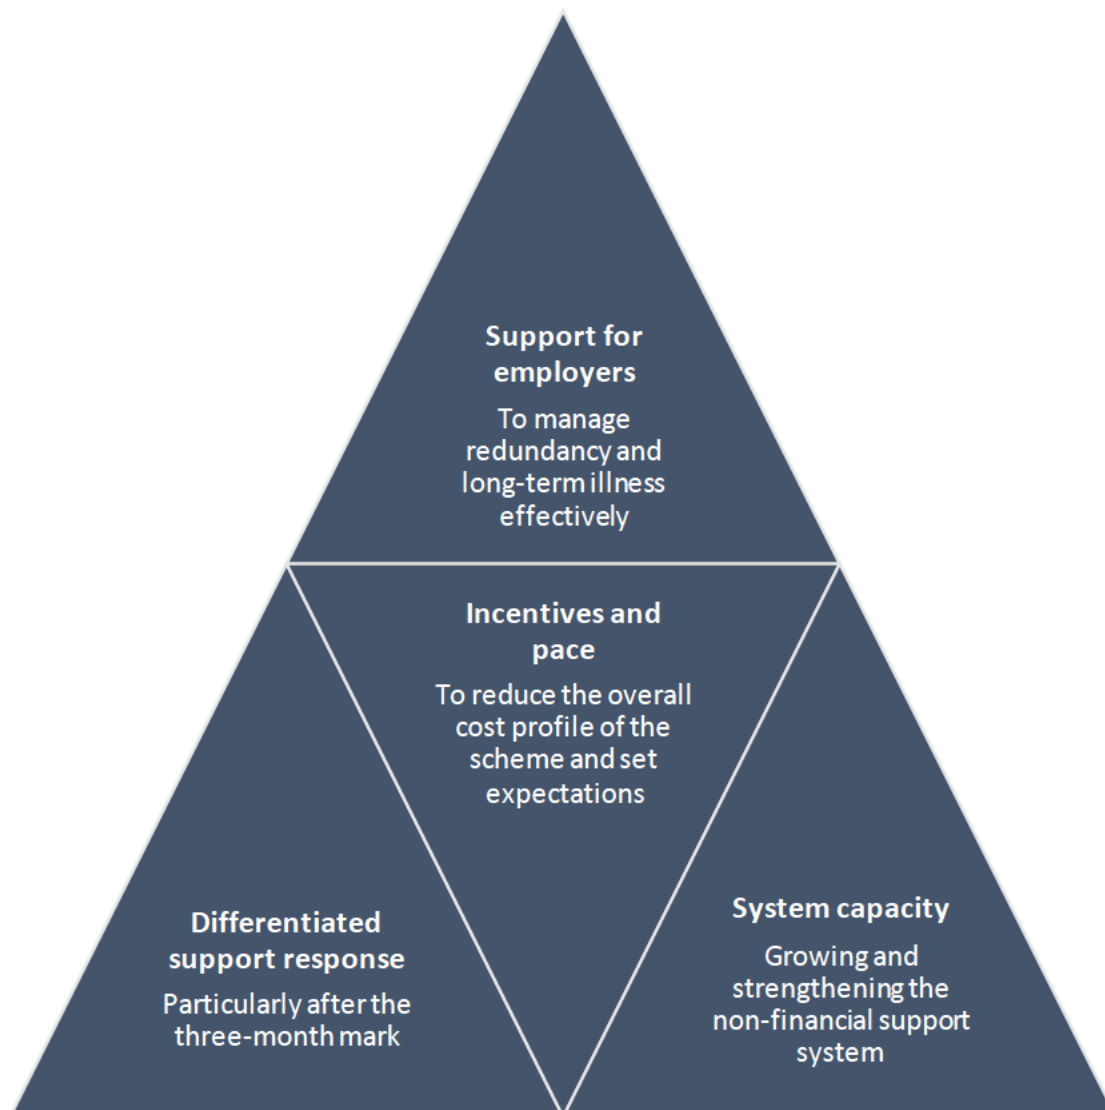 Support for
employers
To manage
redundancy and
long-term illness
effectively
Incentives and
pace
To reduce the overall
cost profile of the
scheme and set
expectations
Differentiated
support response
Particularly after the
three-month mark
System capacity
Growing and
strengthening the
non-financial support
system